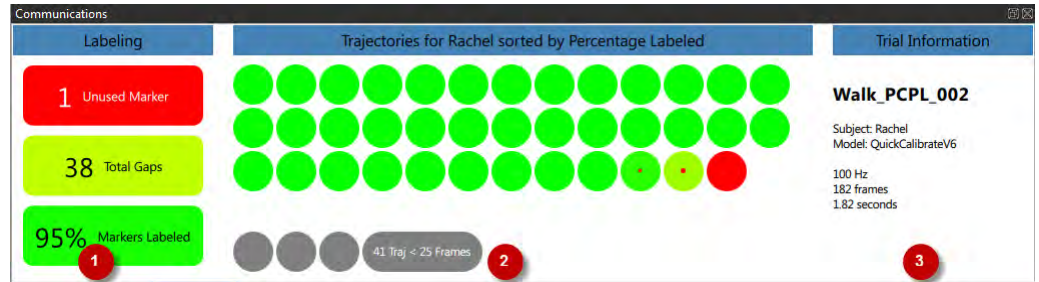 Communications
Labeling
Trajectories for Rachel sorted by Percentage Labeled
Trial Information
1 Unused Marker
38 Total Gaps
95% Markers Labeled
1
41 Traj < 25 Frames
2
Walk_PCPL_002
Subject: Rachel
Model: QuickCalibrateV6
100 Hz
182 frames
1.82 seconds
3